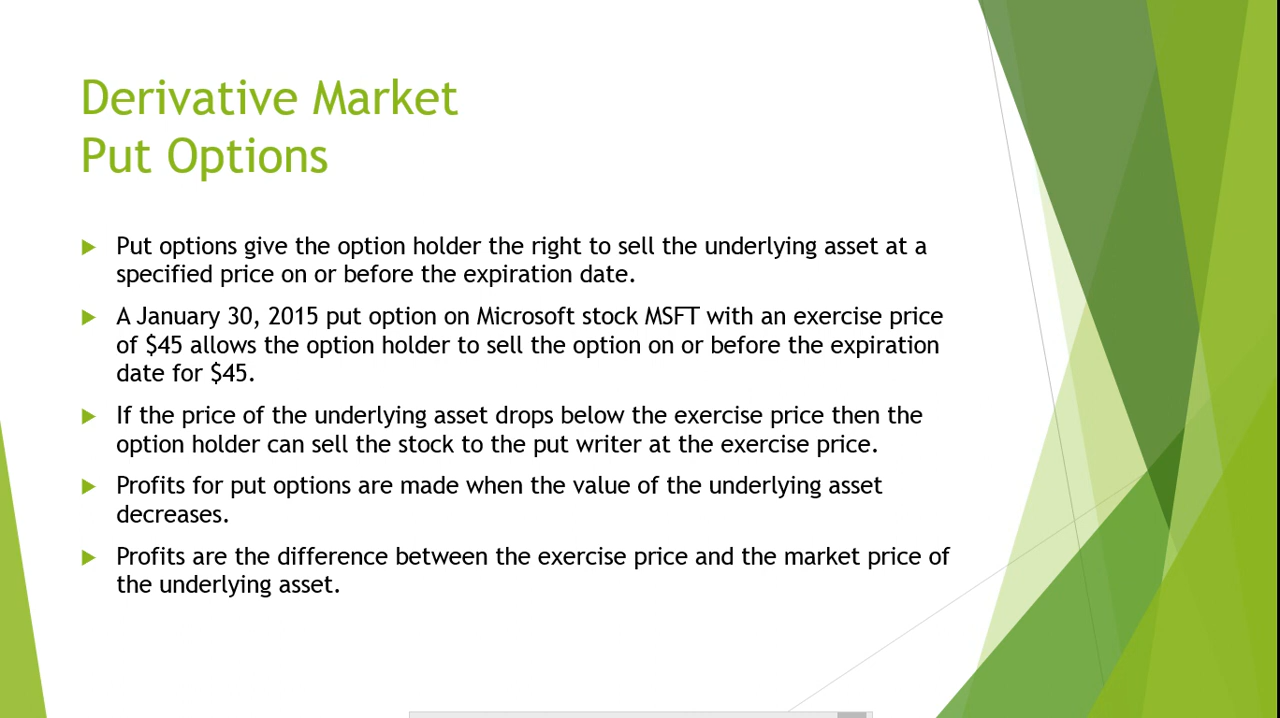 Derivative Market
Put Options
Put options give the option holder the right to sell the underlying asset at a
specified price on or before the expiration date.
A January 30, 2015 put option on Microsoft stock MSFT with an exercise price
of $45 allows the option holder to sell the option on or before the expiration
date for $45.
If the price of the underlying asset drops below the exercise price then the
option holder can sell the stock to the put writer at the exercise price.
Profits for put options are made when the value of the underlying asset
decreases.
Profits are the difference between the exercise price and the market price of
the underlying asset.